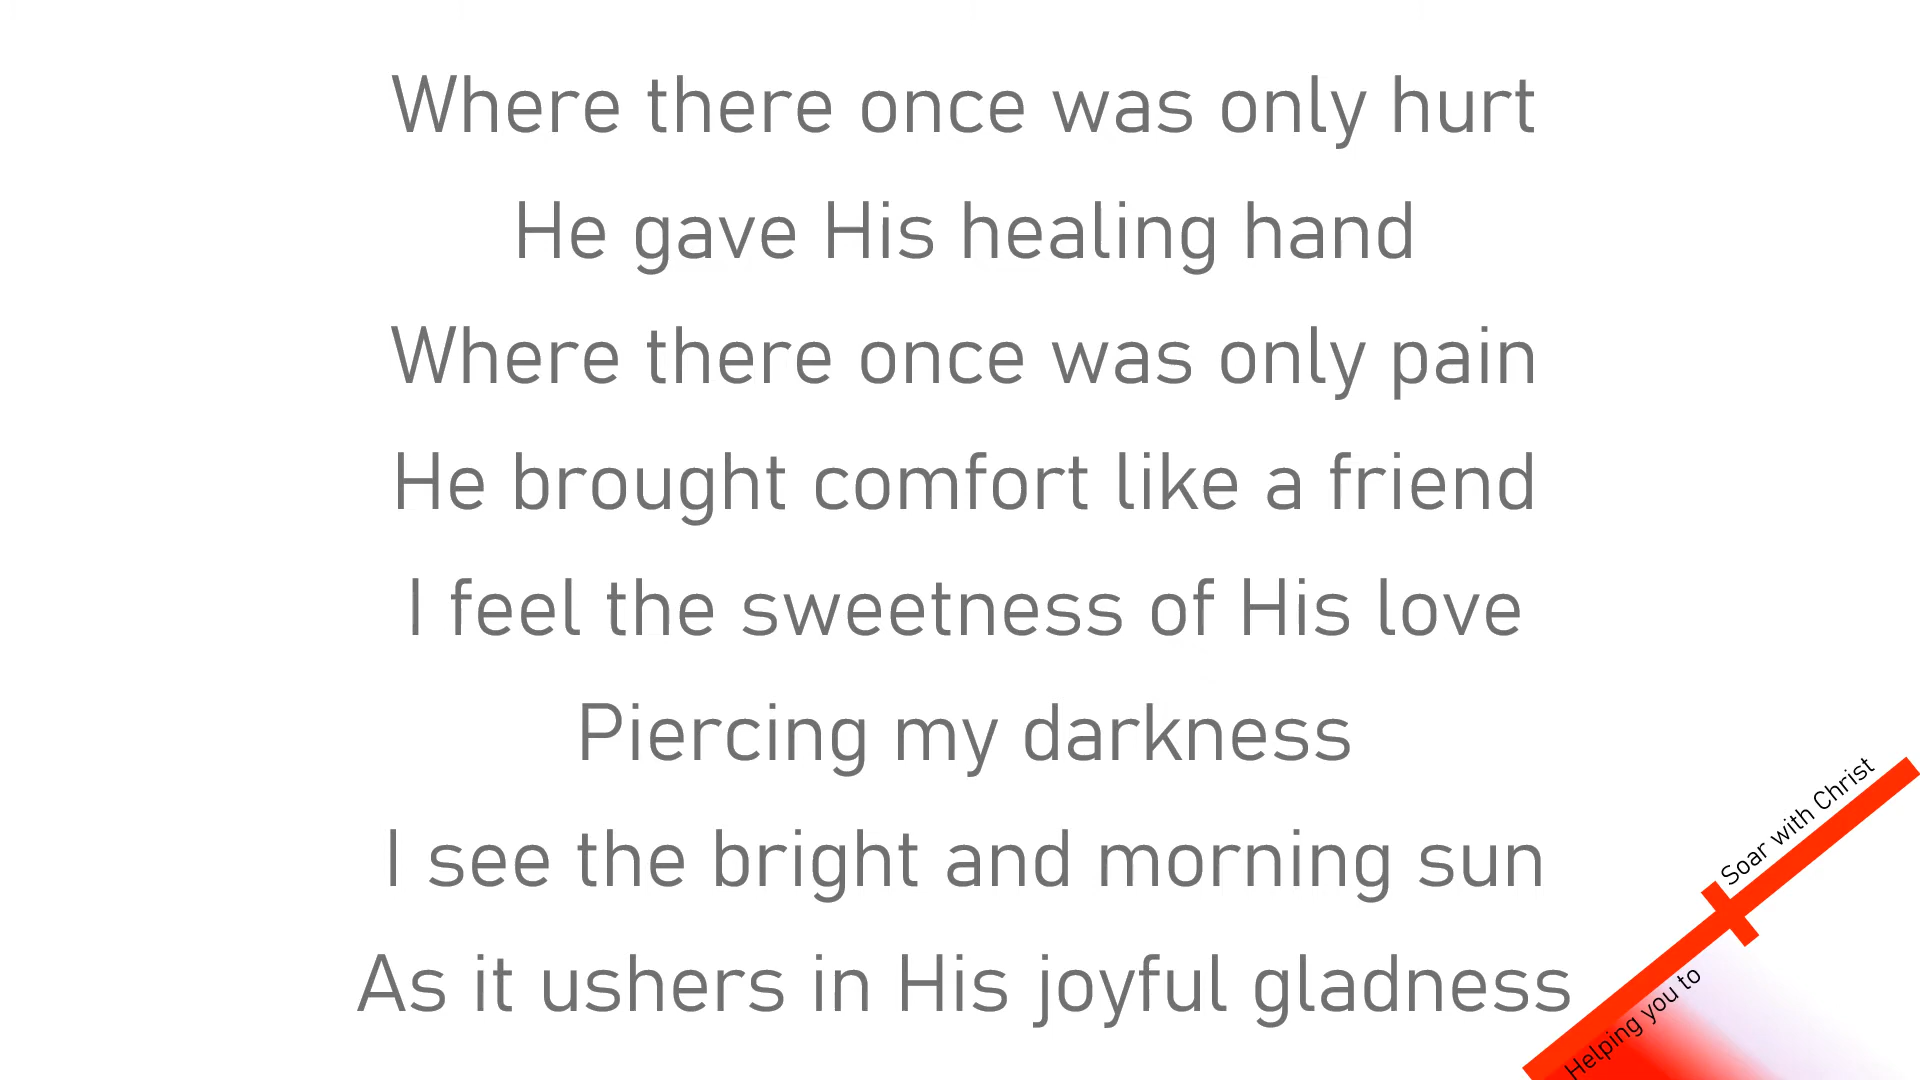 Where there once was only hurt
He gave His healing hand
Where there once was only pain
He brought comfort like a friend
I feel the sweetness of His love
Piercing my darkness
I see the bright and morning sun
As it ushers in His joyful gladness
Helping you to
Soar with Christ